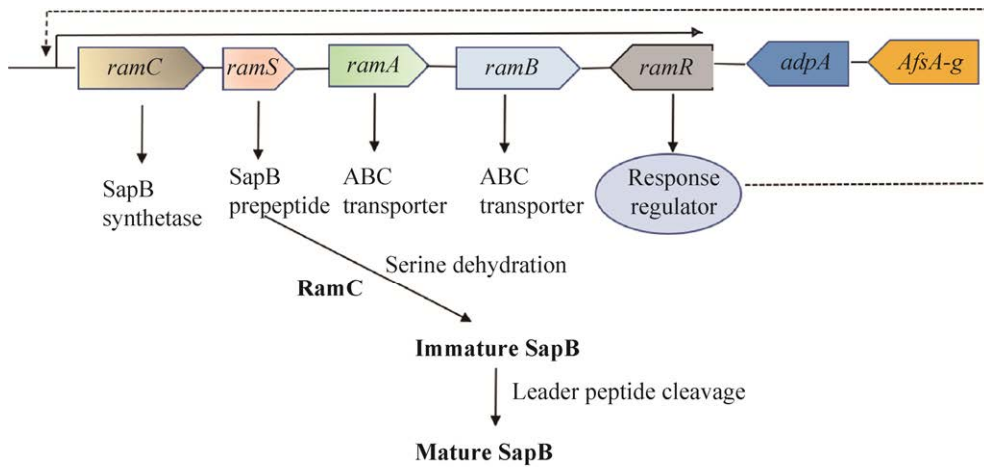 ramC ramS ramA ramB ramR adpA AfsA-g
SapB
synthetase
SapB
prepeptide
ABC
transporter
ABC
transporter
Response
regulator
Serine dehydration
RamC
Immature SapB
Leader peptide cleavage
Mature SapB